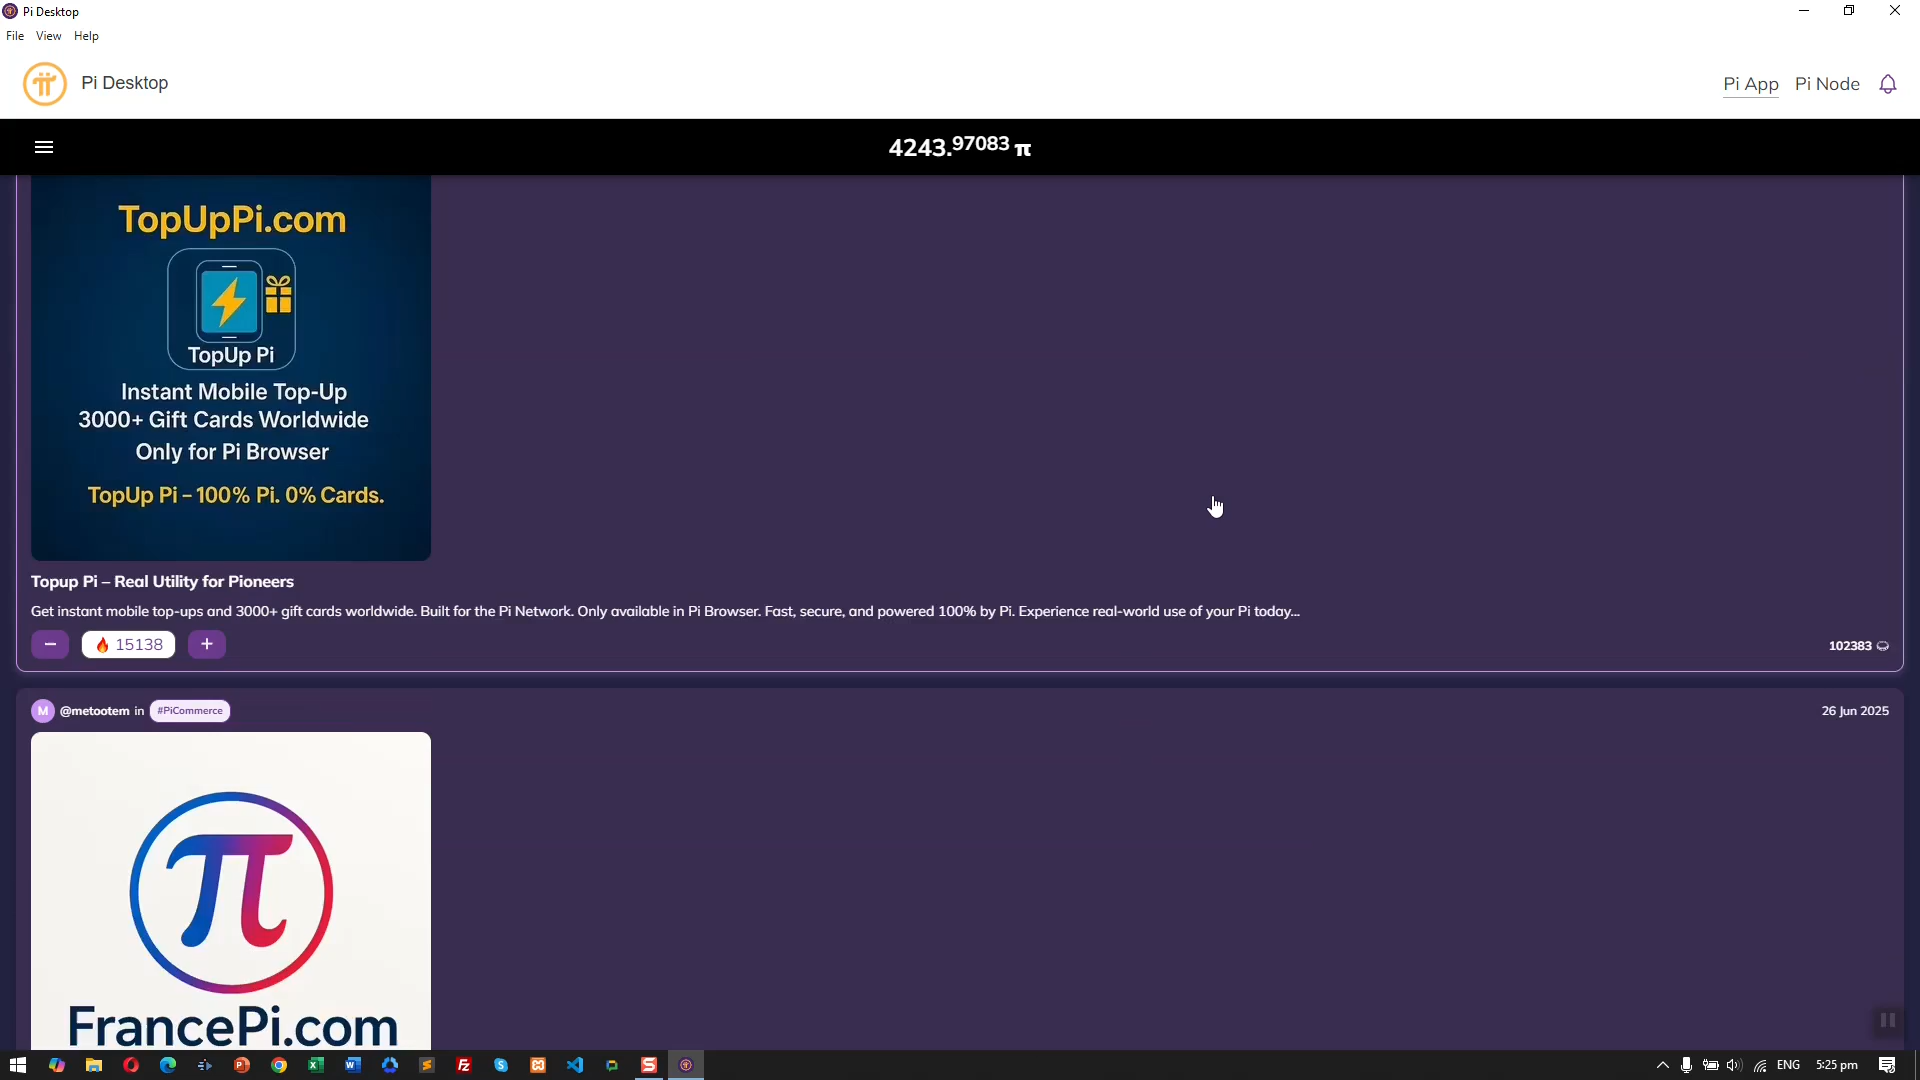 Pi Desktop
File View Help
Pi Desktop
Pi App Pi Node
4243.97083 π
TopUpPi.com
TopUp Pi
Instant Mobile Top-Up
3000+ Gift Cards Worldwide
Only for Pi Browser
TopUp Pi – 100% Pi. 0% Cards.
Topup Pi – Real Utility for Pioneers
Get instant mobile top-ups and 3000+ gift cards worldwide. Built for the Pi Network. Only available in Pi Browser. Fast, secure, and powered 100% by Pi. Experience real-world use of your Pi today...
− 15138 +
102383
M @metootem in #PiCommerce
26 Jun 2025
FrancePi.com
ENG 5:25 pm